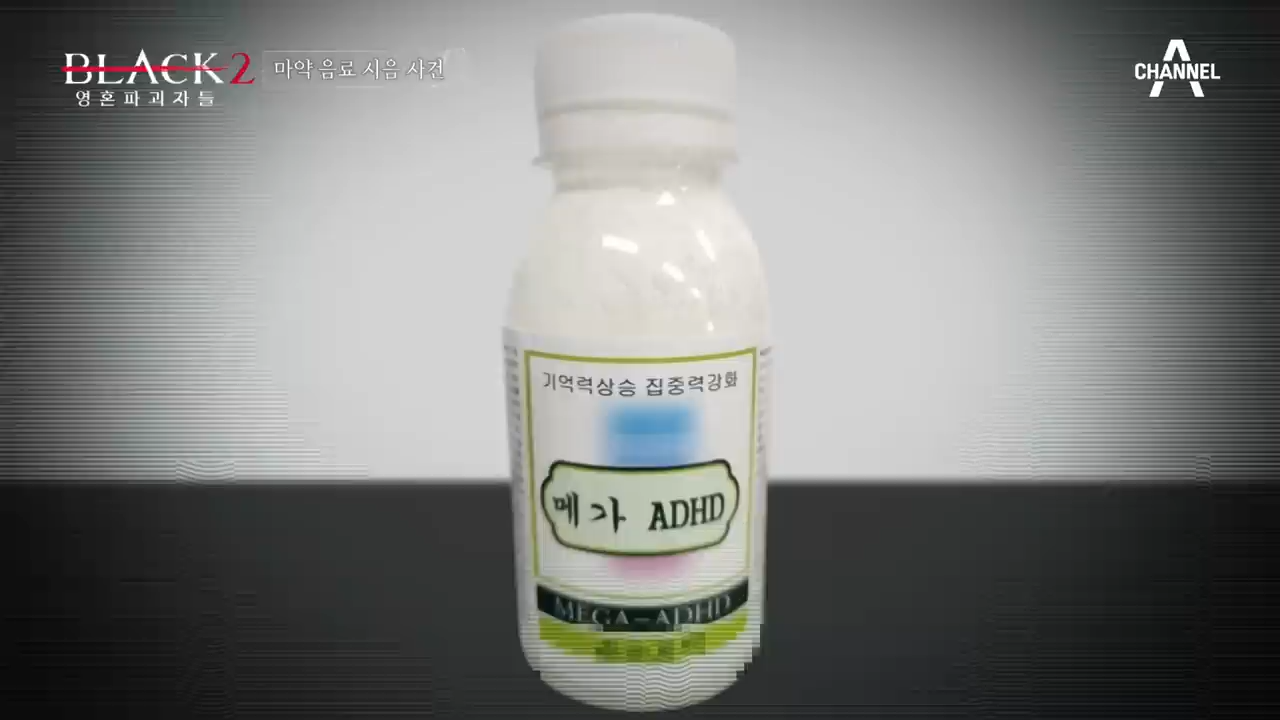 BLACK2
영혼파괴자들
마약 음료 시음 사건
CHANNEL A
기억력상승 집중력강화
메가 ADHD
MEGA-ADHD